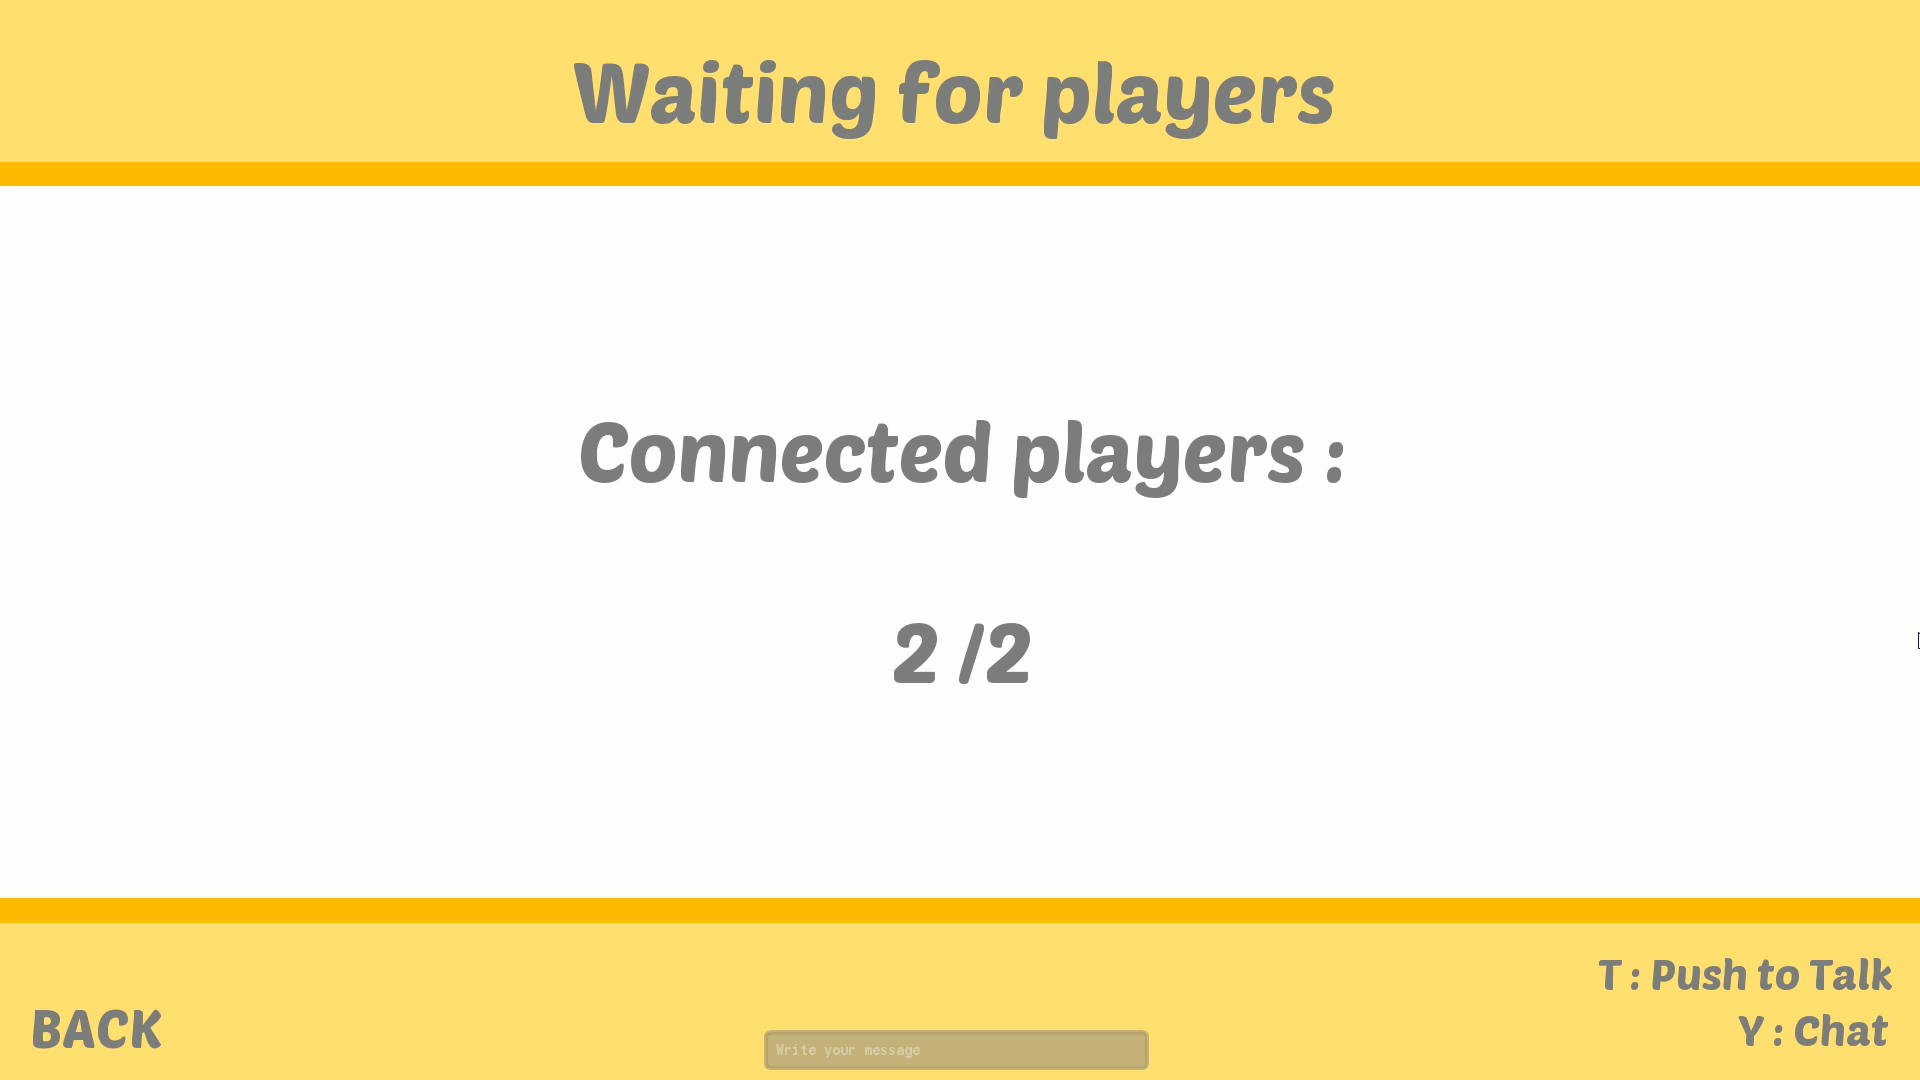 Waiting for players
Connected players :
2 /2
T : Push to Talk
BACK
Y : Chat
Write your message